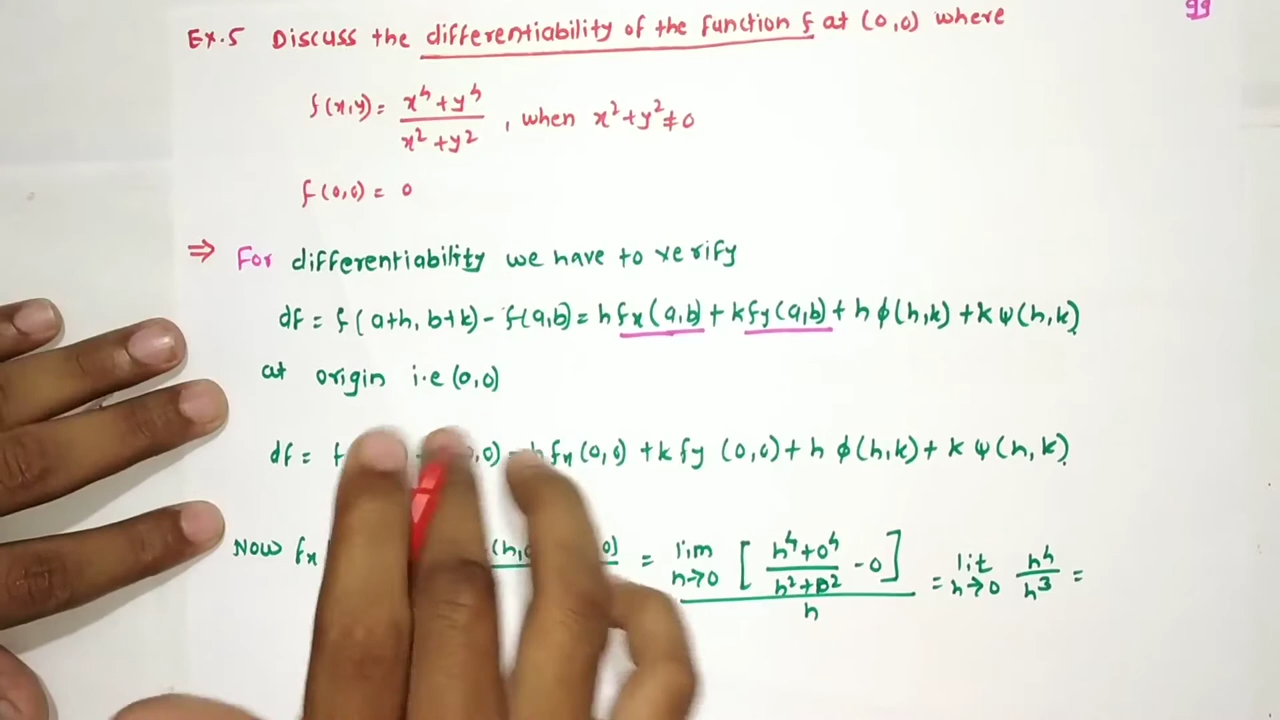 99
Ex.5 Discuss the differentiability of the function f at (0,0) where
f(x,y) = x⁴+y⁴ / x²+y² , when x²+y²≠0
f(0,0) = 0
⇒ For differentiability we have to verify
df = f(a+h, b+k) - f(a,b) = h fx(a,b) + k fy(a,b) + h ϕ(h,k) + k ψ(h,k)
at origin i.e (0,0)
df = f 0,0) fx(0,0) + k fy (0,0) + h ϕ(h,k) + k ψ(h,k)
Now fx (h,0 0) = lim h→0 [ h⁴+0⁴ / h²+0² - 0 ] / h = lit h→0 h⁴ / h³ =